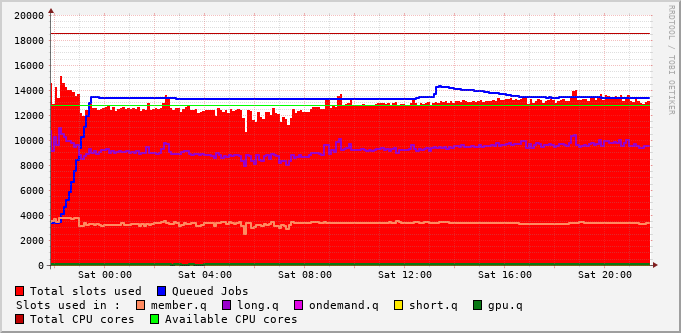 20000
18000
16000
14000
12000
10000
8000
6000
4000
2000
0
Sat 00:00 Sat 04:00 Sat 08:00 Sat 12:00 Sat 16:00 Sat 20:00
Total slots used Queued Jobs
Slots used in : member.q long.q ondemand.q short.q gpu.q
Total CPU cores Available CPU cores
RRDTOOL / TOBI OETIKER